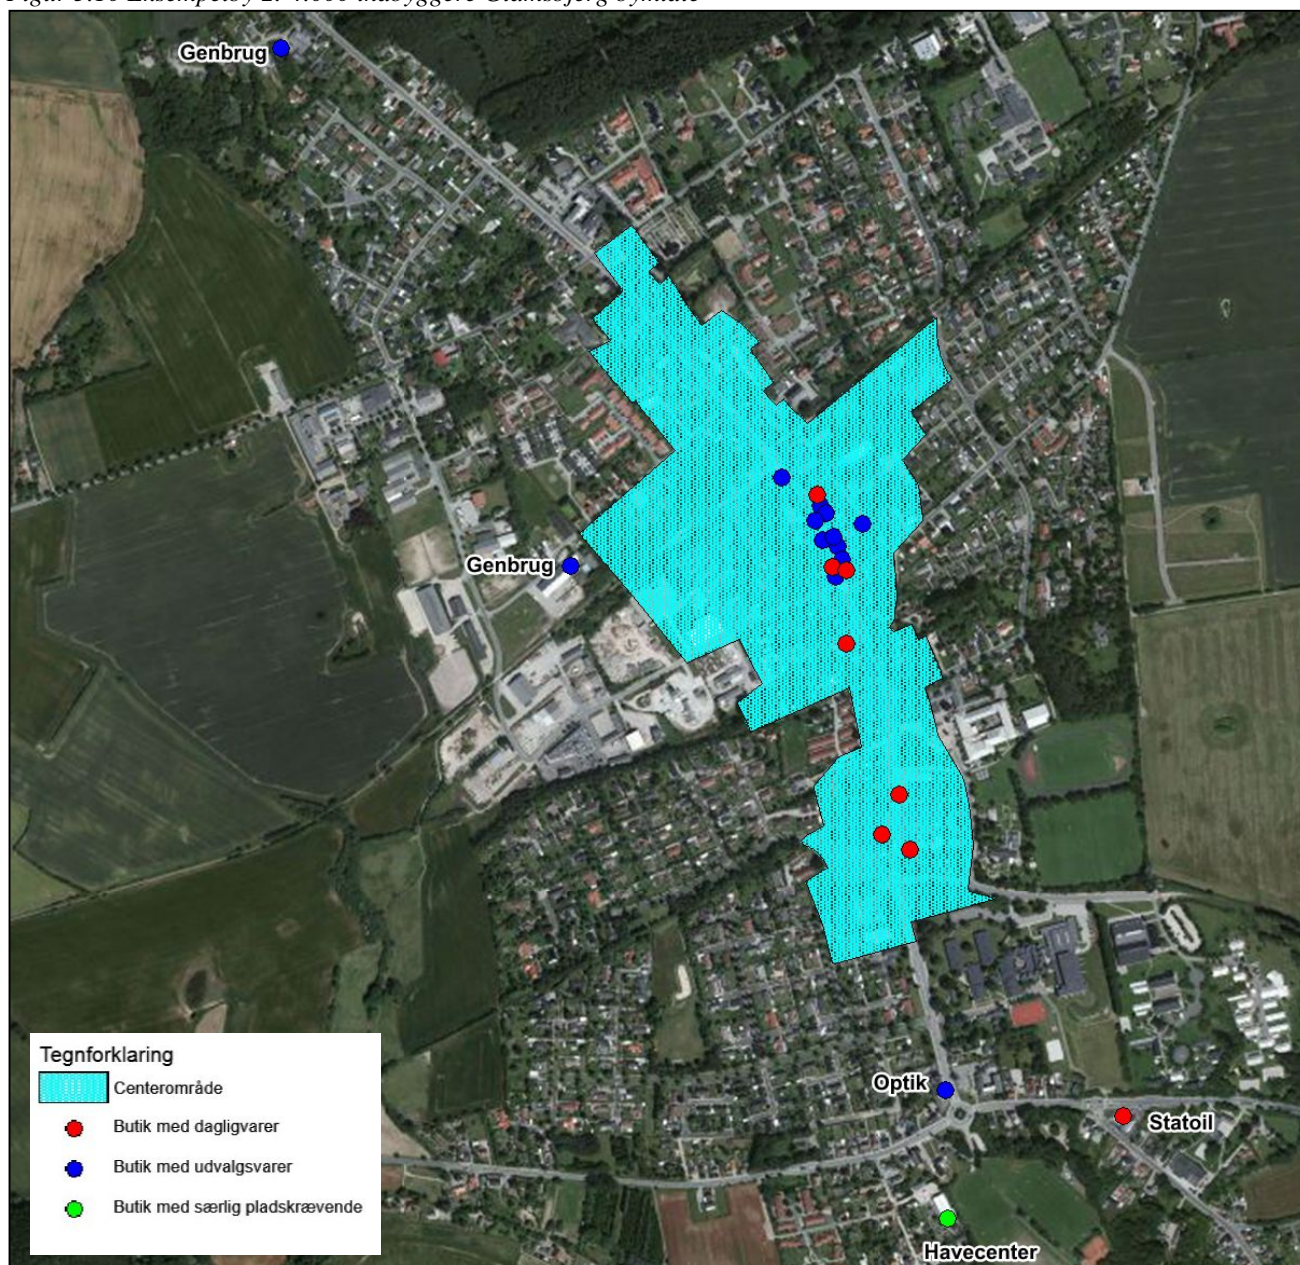 Genbrug
Genbrug
Optik
Statoil
Havecenter
Tegnforklaring
Centerområde
Butik med dagligvarer
Butik med udvalgsvarer
Butik med særlig pladskrævende